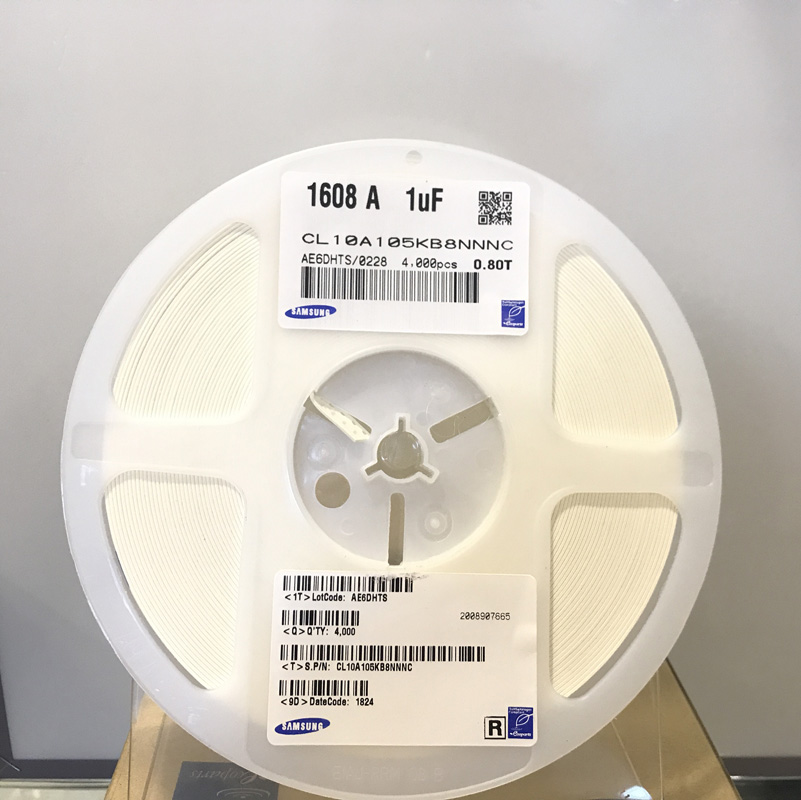 1608 A 1uF
CL10A105KB8NNNC
AE6DHTS/0228 4,000pcs 0.80T
SAMSUNG
<1T>LotCode: AE6DHTS
2008907665
<Q>Q'TY: 4,000
<T>S.P/N: CL10A105KB8NNNC
<9D>DateCode: 1824
SAMSUNG
R